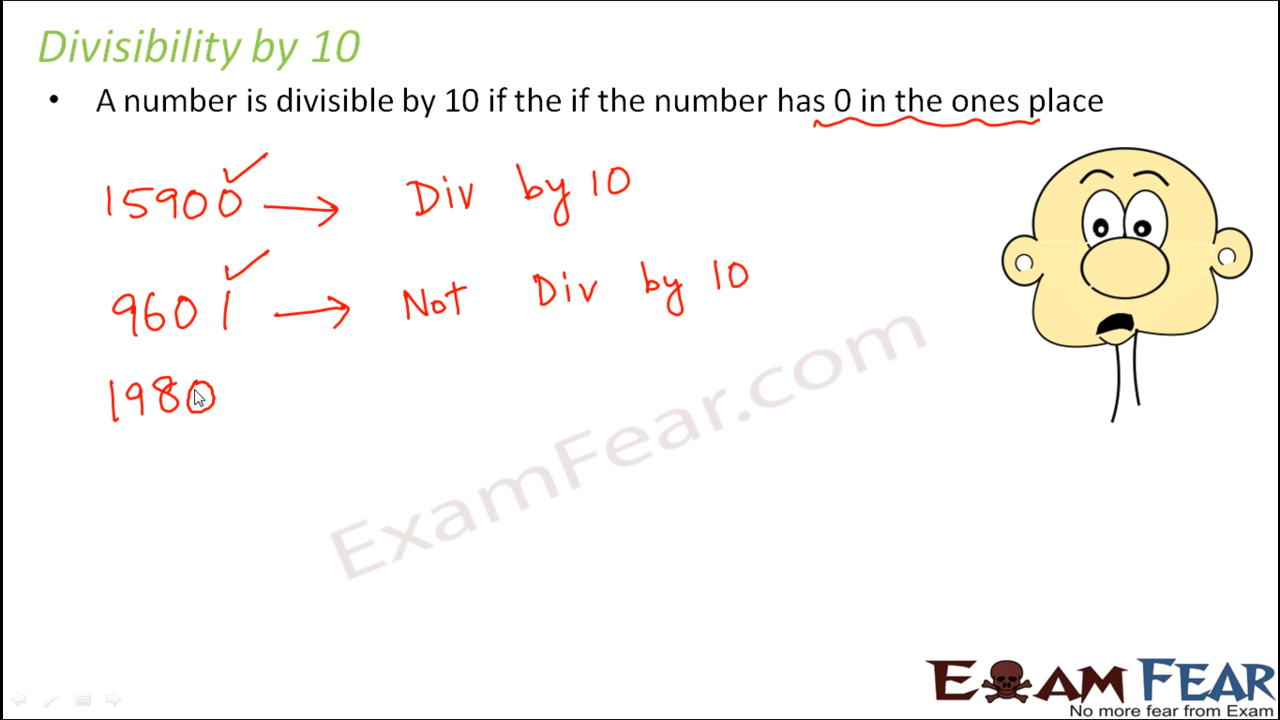 Divisibility by 10
• A number is divisible by 10 if the if the number has 0 in the ones place
15900 → Div by 10
9601 → Not Div by 10
1980
ExamFear.com
EXAM FEAR
No more fear from Exam